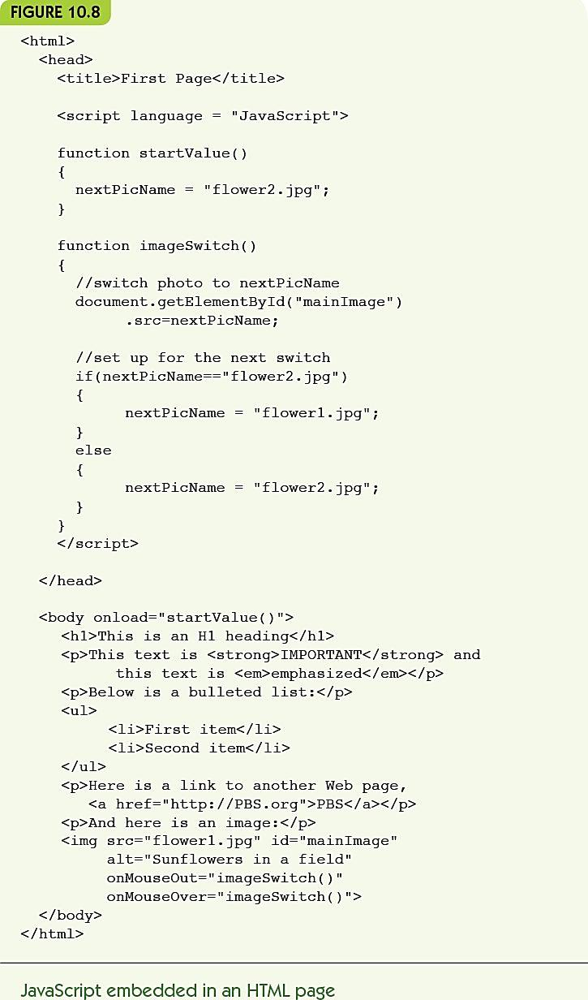 FIGURE 10.8
<html>
<head>
<title>First Page</title>
<script language = "JavaScript">
function startValue()
{
nextPicName = "flower2.jpg";
}
function imageSwitch()
{
//switch photo to nextPicName
document.getElementById("mainImage")
.src=nextPicName;
//set up for the next switch
if(nextPicName=="flower2.jpg")
{
nextPicName = "flower1.jpg";
}
else
{
nextPicName = "flower2.jpg";
}
}
</script>
</head>
<body onload="startValue()">
<h1>This is an H1 heading</h1>
<p>This text is <strong>IMPORTANT</strong> and
this text is <em>emphasized</em></p>
<p>Below is a bulleted list:</p>
<ul>
<li>First item</li>
<li>Second item</li>
</ul>
<p>Here is a link to another Web page,
<a href="http://PBS.org">PBS</a></p>
<p>And here is an image:</p>
<img src="flower1.jpg" id="mainImage"
alt="Sunflowers in a field"
onMouseOut="imageSwitch()"
onMouseOver="imageSwitch()">
</body>
</html>
JavaScript embedded in an HTML page